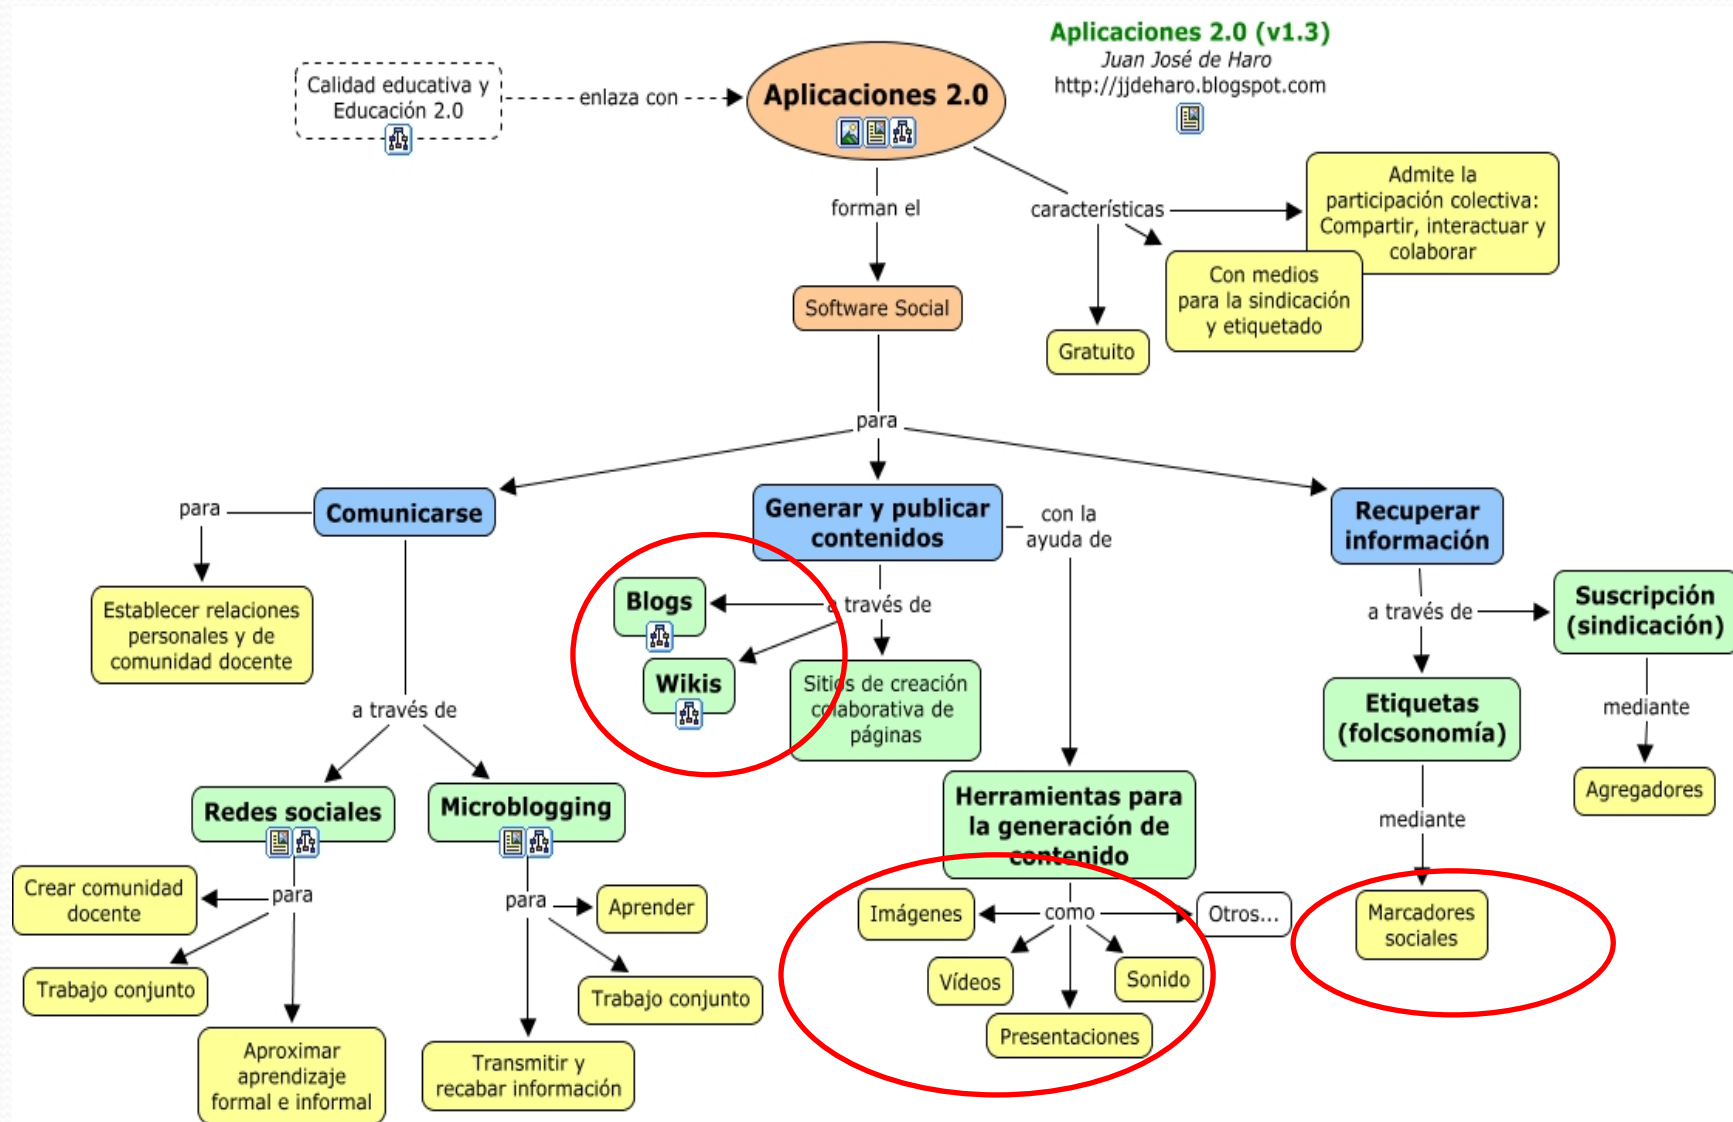 Aplicaciones 2.0 (v1.3)
Juan José de Haro
http://jjdeharo.blogspot.com
Calidad educativa y
Educación 2.0
enlaza con
Aplicaciones 2.0
forman el
características
Admite la
participación colectiva:
Compartir, interactuar y
colaborar
Con medios
para la sindicación
y etiquetado
Gratuito
Software Social
para
Comunicarse
para
Establecer relaciones
personales y de
comunidad docente
a través de
Redes sociales
para
Crear comunidad
docente
Trabajo conjunto
Aproximar
aprendizaje
formal e informal
Microblogging
para
Aprender
Trabajo conjunto
Transmitir y
recabar información
Generar y publicar
contenidos
a través de
Blogs
Wikis
Sitios de creación
colaborativa de
páginas
con la
ayuda de
Herramientas para
la generación de
contenido
como
Imágenes
Vídeos
Presentaciones
Sonido
Otros...
Recuperar
información
a través de
Etiquetas
(folcsonomía)
mediante
Marcadores
sociales
Suscripción
(sindicación)
mediante
Agregadores